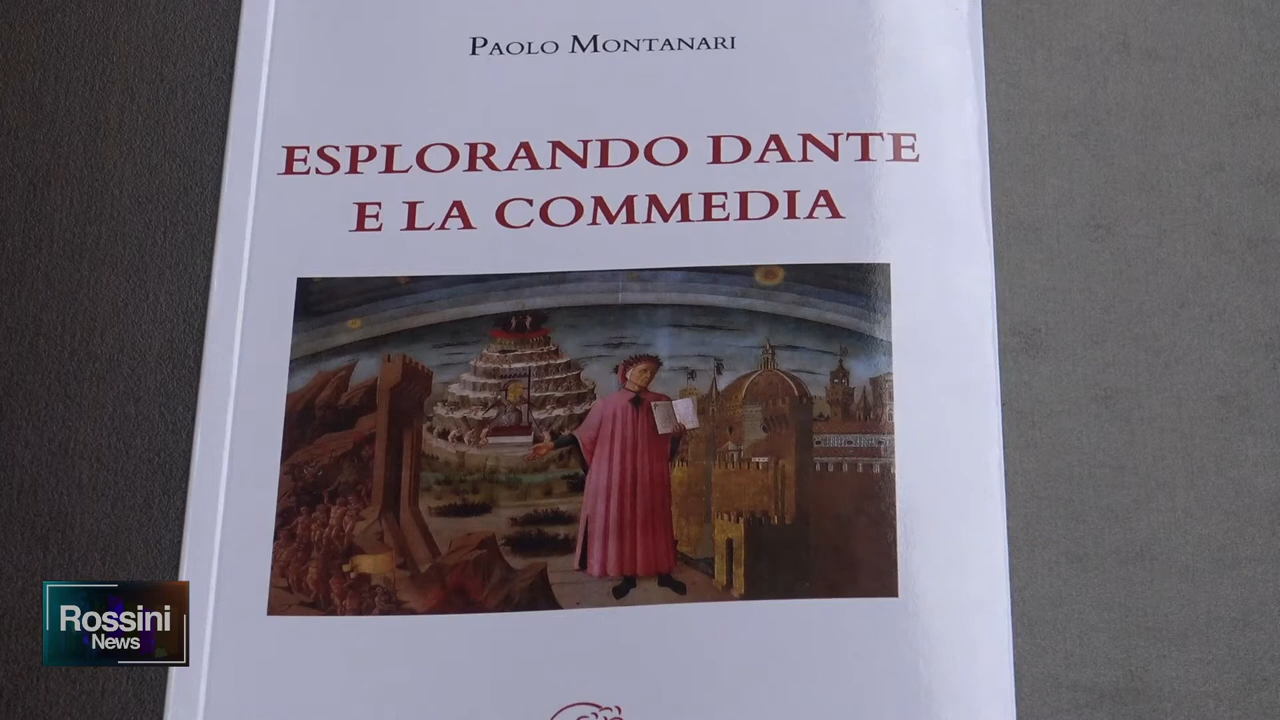 PAOLO MONTANARI
ESPLORANDO DANTE
E LA COMMEDIA
Rossini
News